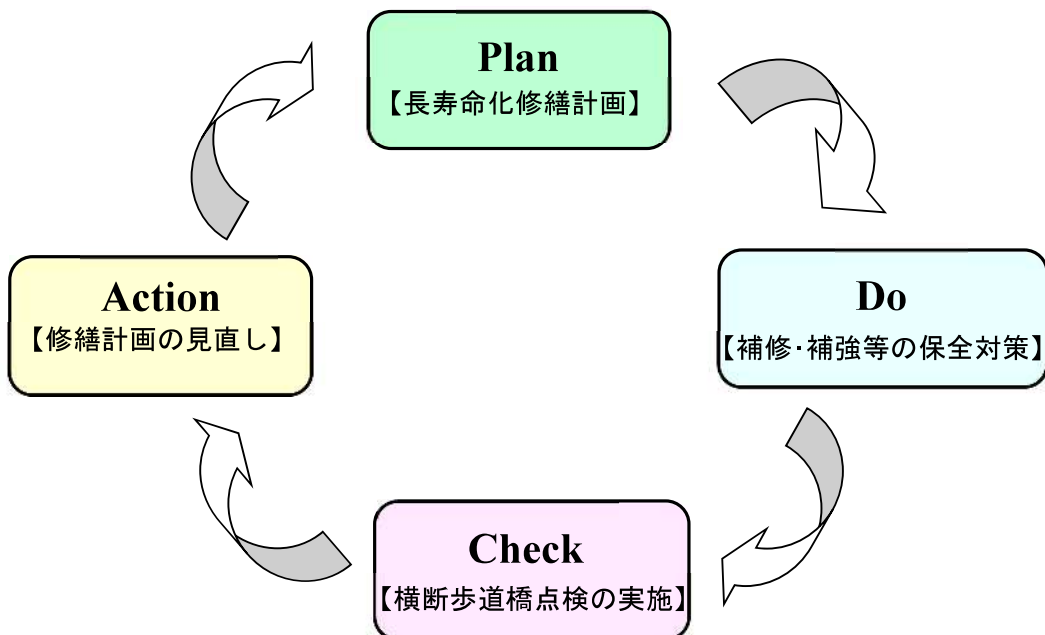 Plan
【長寿命化修繕計画】
Do
【補修・補強等の保全対策】
Check
【横断歩道橋点検の実施】
Action
【修繕計画の見直し】